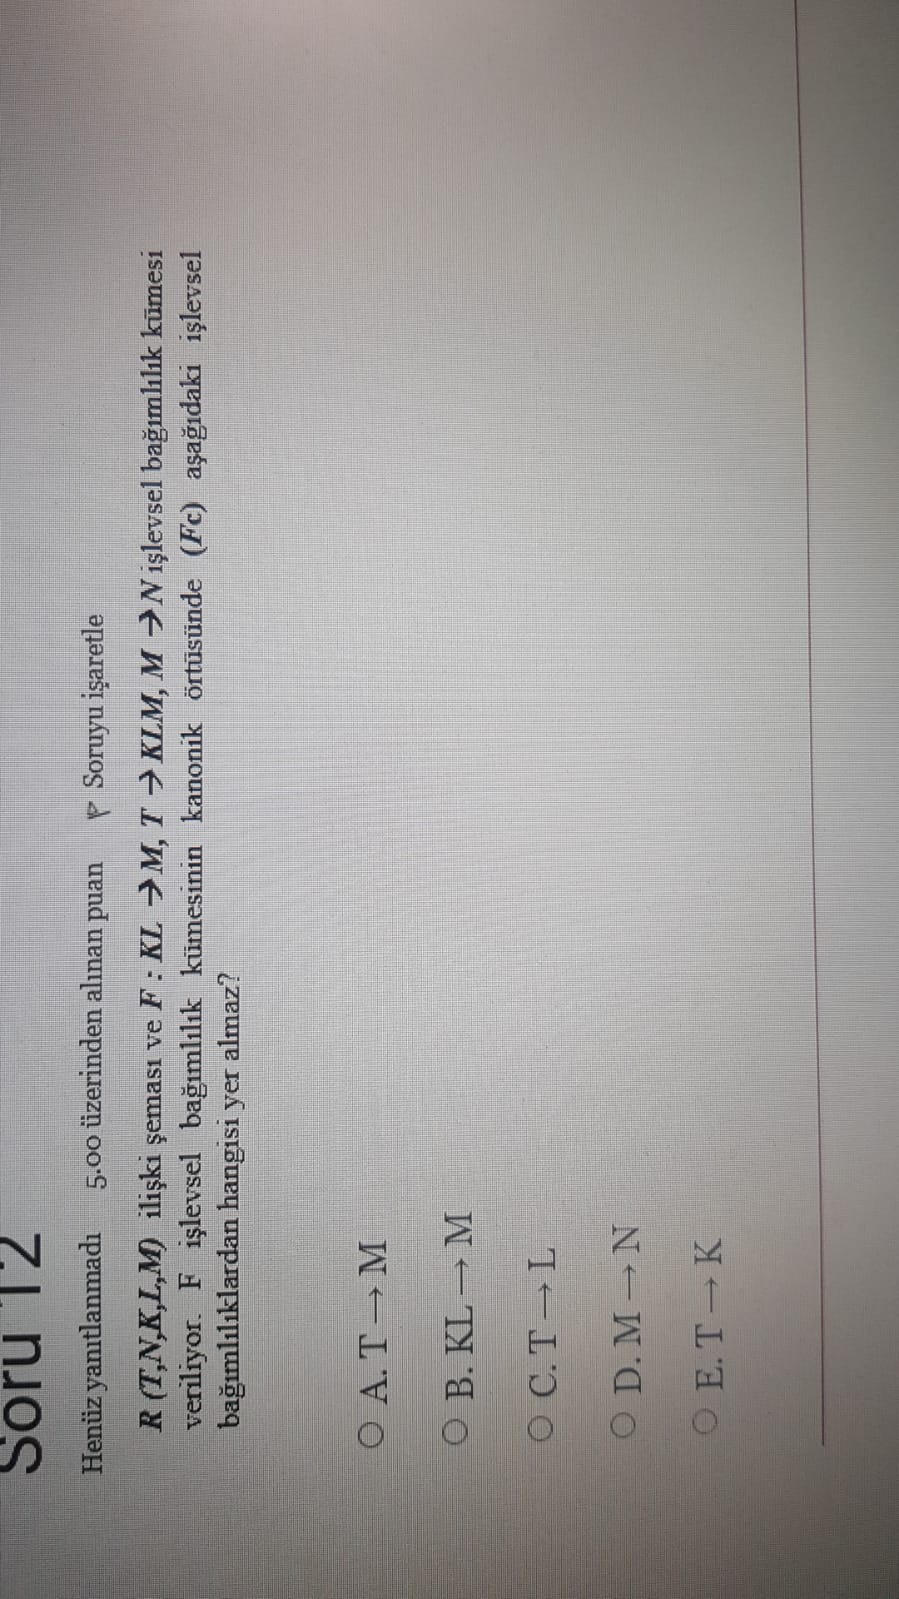 Soru 12
Henüz yanıtlanmadı 5.00 üzerinden alınan puan Soruyu işaretle
R (T,N,K,L,M) ilişki şeması ve F : KL →M, T →KLM, M →N işlevsel bağımlılık kümesi
veriliyor. F işlevsel bağımlılık kümesinin kanonik örtüsünde (Fc) aşağıdaki işlevsel
bağımlılıklardan hangisi yer almaz?
A. T → M
B. KL → M
C. T → L
D. M → N
E. T → K